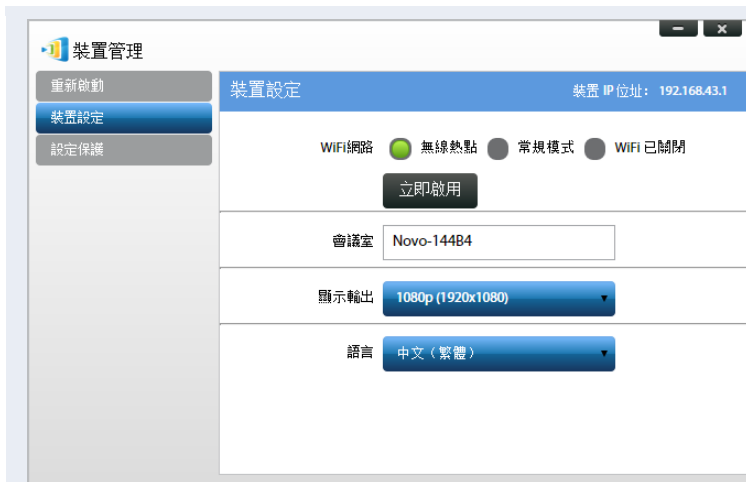 裝置管理
重新啟動
裝置設定
設定保護
裝置設定 裝置 IP 位址： 192.168.43.1
WiFi網路 無線熱點 常規模式 WiFi 已關閉
立即啟用
會議室 Novo-144B4
顯示輸出 1080p (1920x1080)
語言 中文（繁體）